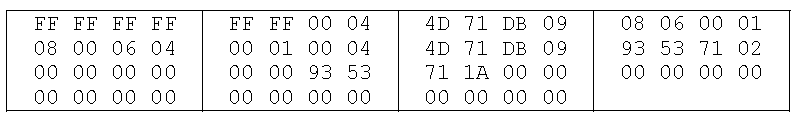 FF FF FF FF FF FF 00 04 4D 71 DB 09 08 06 00 01
08 00 06 04 00 01 00 04 4D 71 DB 09 93 53 71 02
00 00 00 00 00 00 93 53 71 1A 00 00 00 00 00 00
00 00 00 00 00 00 00 00 00 00 00 00